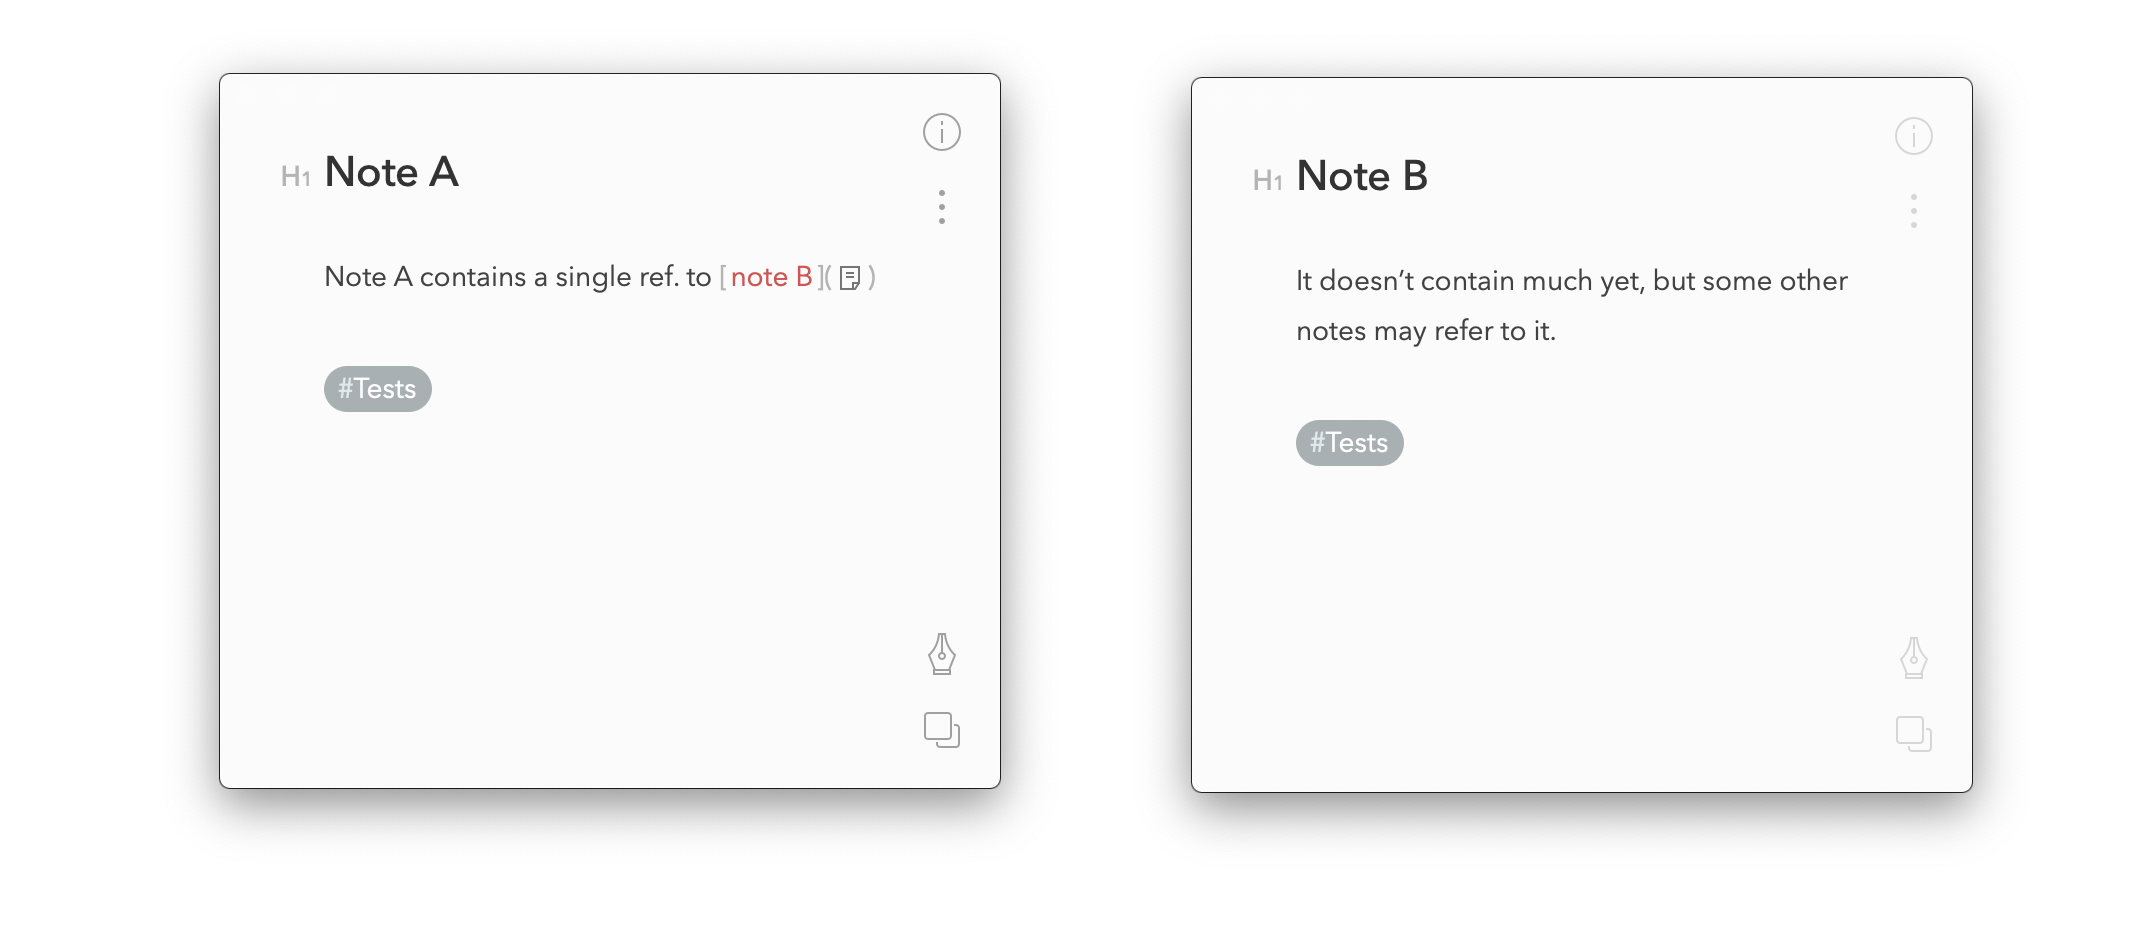 H1 Note A
Note A contains a single ref. to [note B]( )
#Tests
H1 Note B
It doesn’t contain much yet, but some other
notes may refer to it.
#Tests